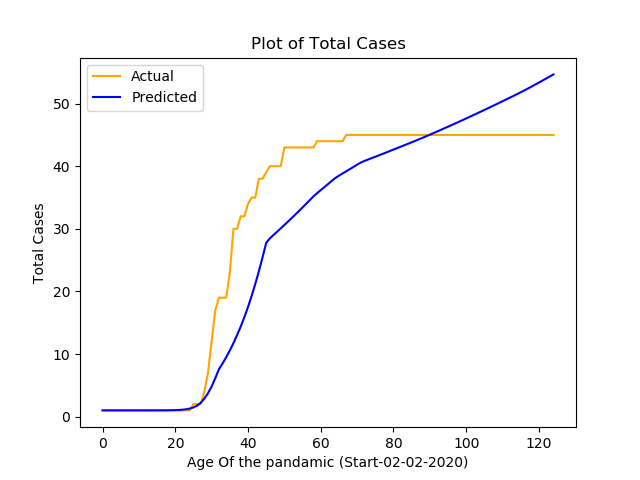 Plot of Total Cases
Actual
Predicted
Total Cases
50
40
30
20
10
0
0 20 40 60 80 100 120
Age Of the pandamic (Start-02-02-2020)